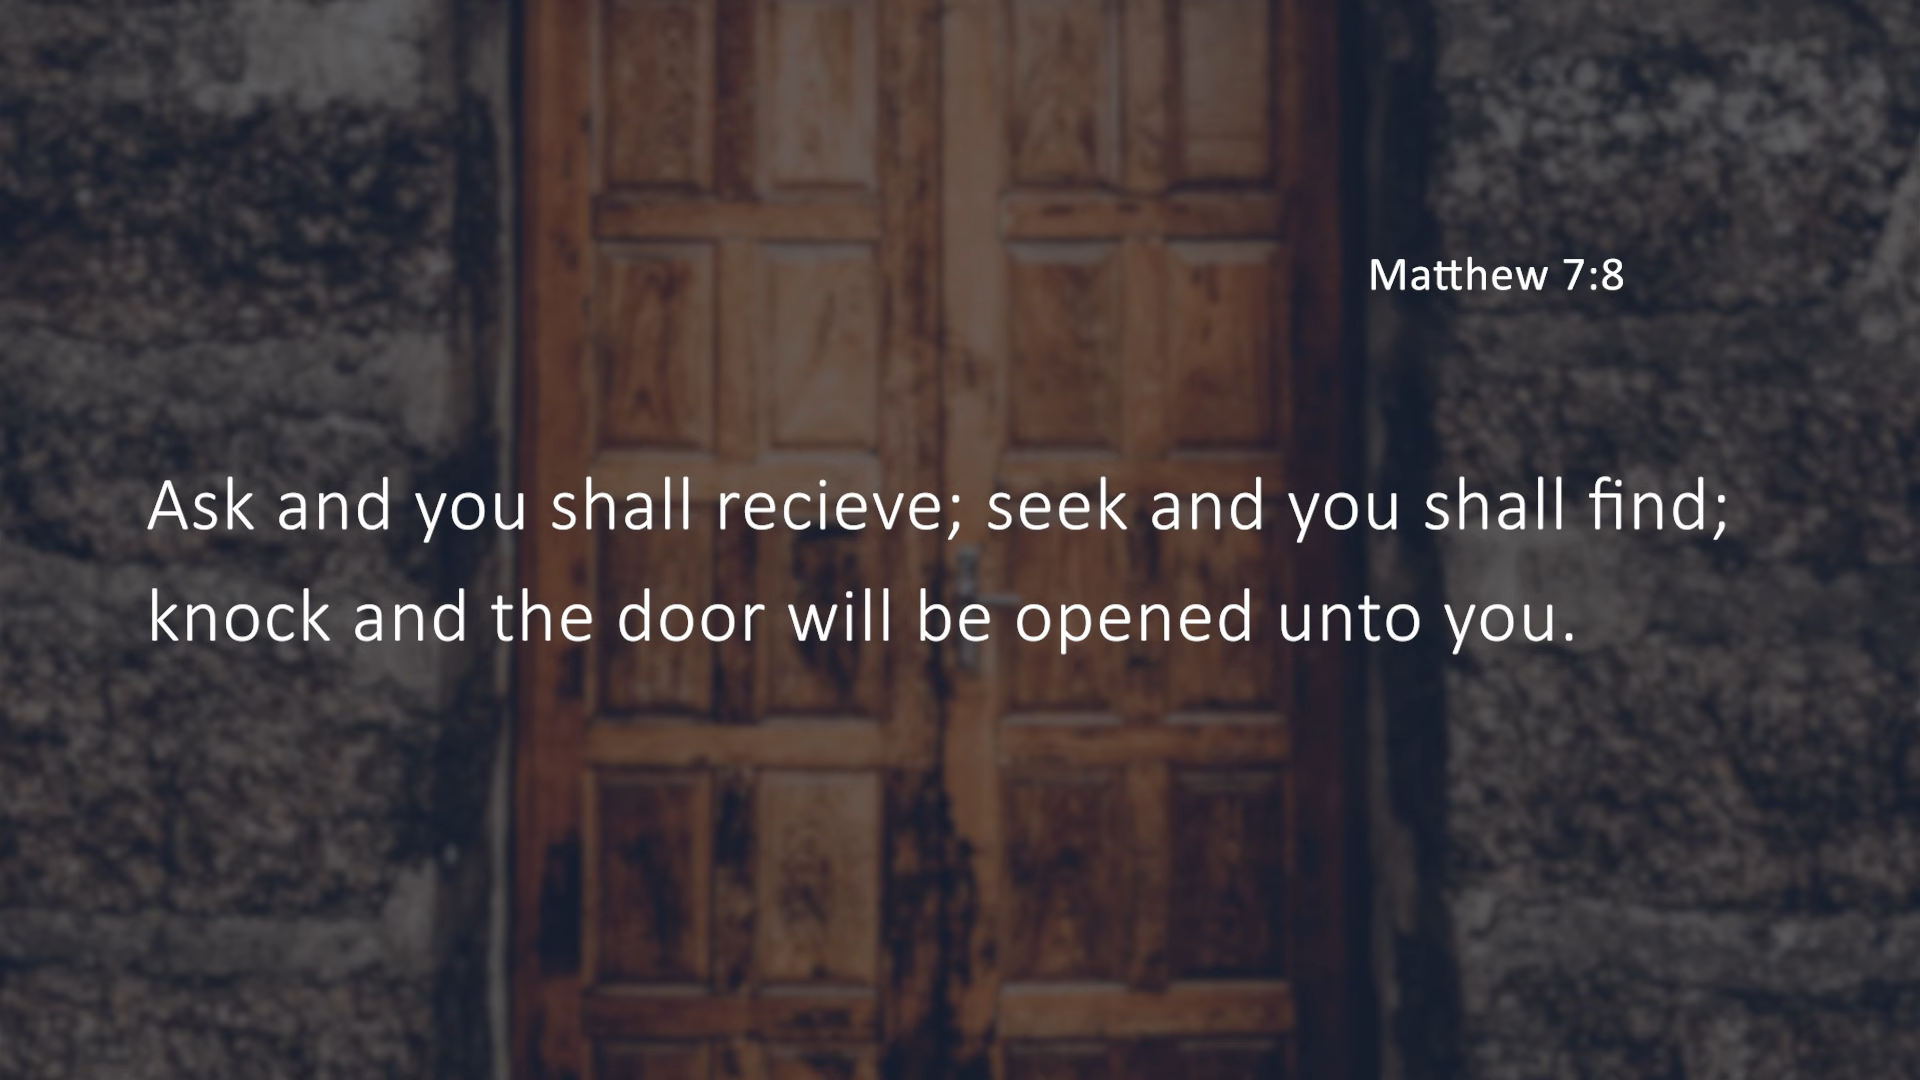 Matthew 7:8
Ask and you shall recieve; seek and you shall find;
knock and the door will be opened unto you.